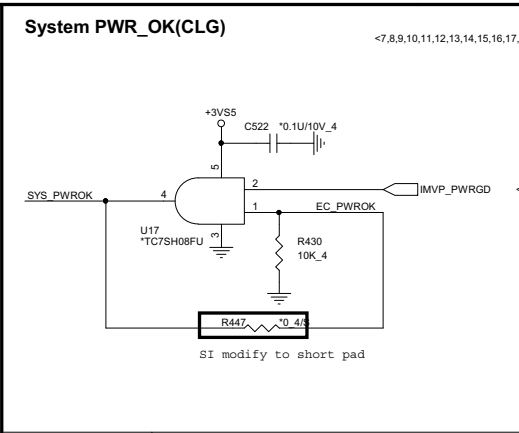 System PWR_OK(CLG)
<7,8,9,10,11,12,13,14,15,16,17,
+3VS5
C522 *0.1U/10V_4
5
SYS_PWROK 4 2 IMVP_PWRGD <
1 EC_PWROK
U17
*TC7SH08FU
3
R430
10K_4
R447 *0_4/S
SI modify to short pad